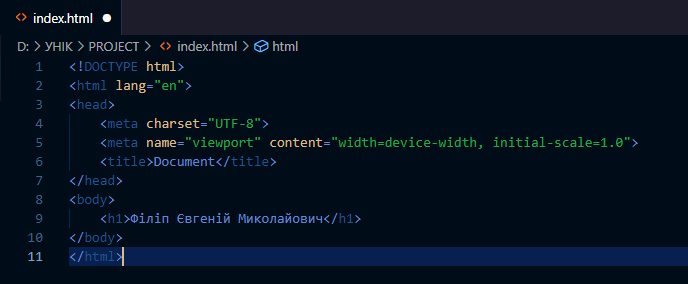 index.html
D: > УНІК > PROJECT > index.html > html
1 <!DOCTYPE html>
2 <html lang="en">
3 <head>
4     <meta charset="UTF-8">
5     <meta name="viewport" content="width=device-width, initial-scale=1.0">
6     <title>Document</title>
7 </head>
8 <body>
9     <h1>Філіп Євгеній Миколайович</h1>
10 </body>
11 </html>